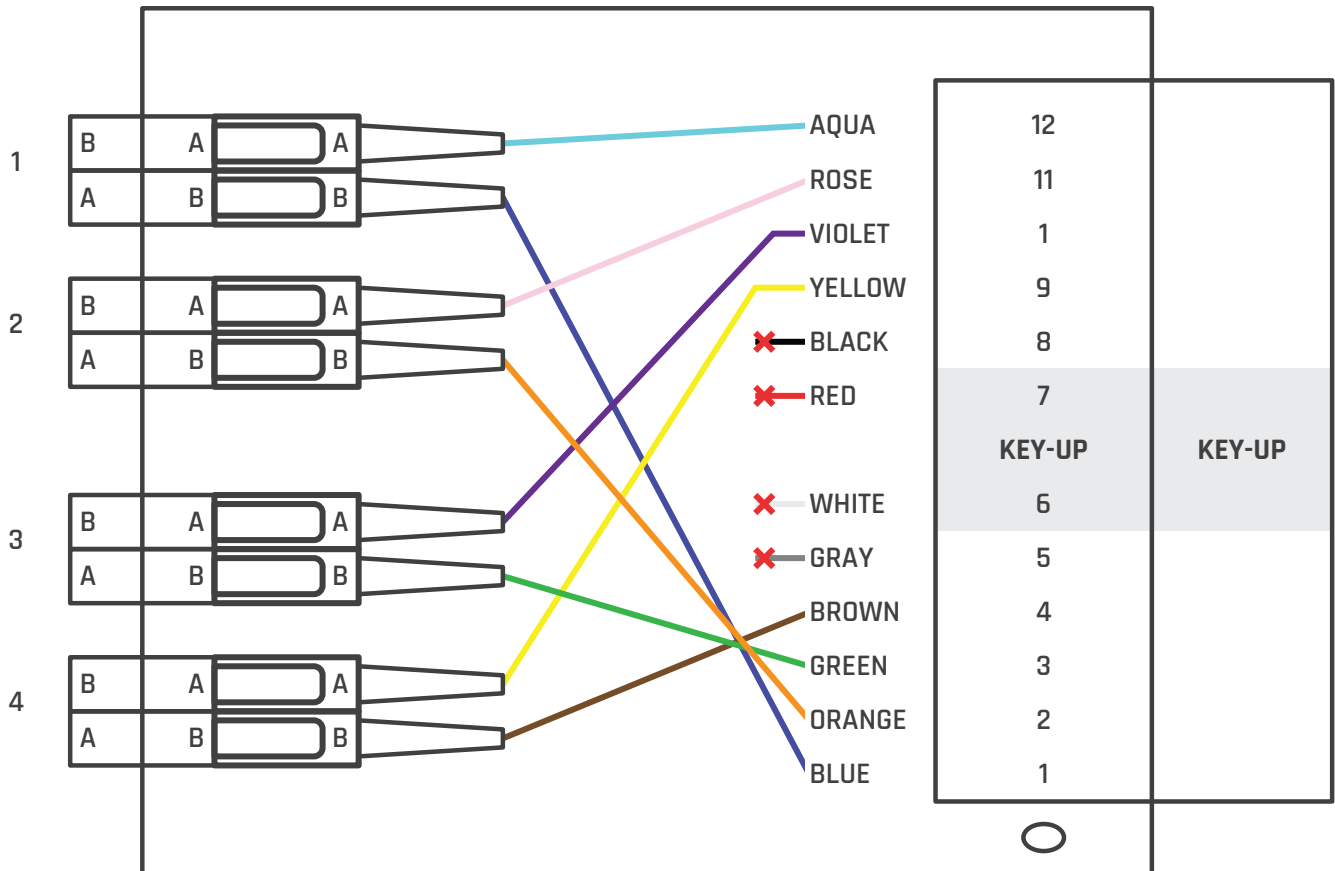 AQUA 12
B A A
1
ROSE 11
A B B
VIOLET 1
YELLOW 9
B A A
2
BLACK 8
A B B
RED 7
KEY-UP KEY-UP
WHITE 6
B A A
3
GRAY 5
A B B
BROWN 4
GREEN 3
B A A
4
ORANGE 2
A B B
BLUE 1